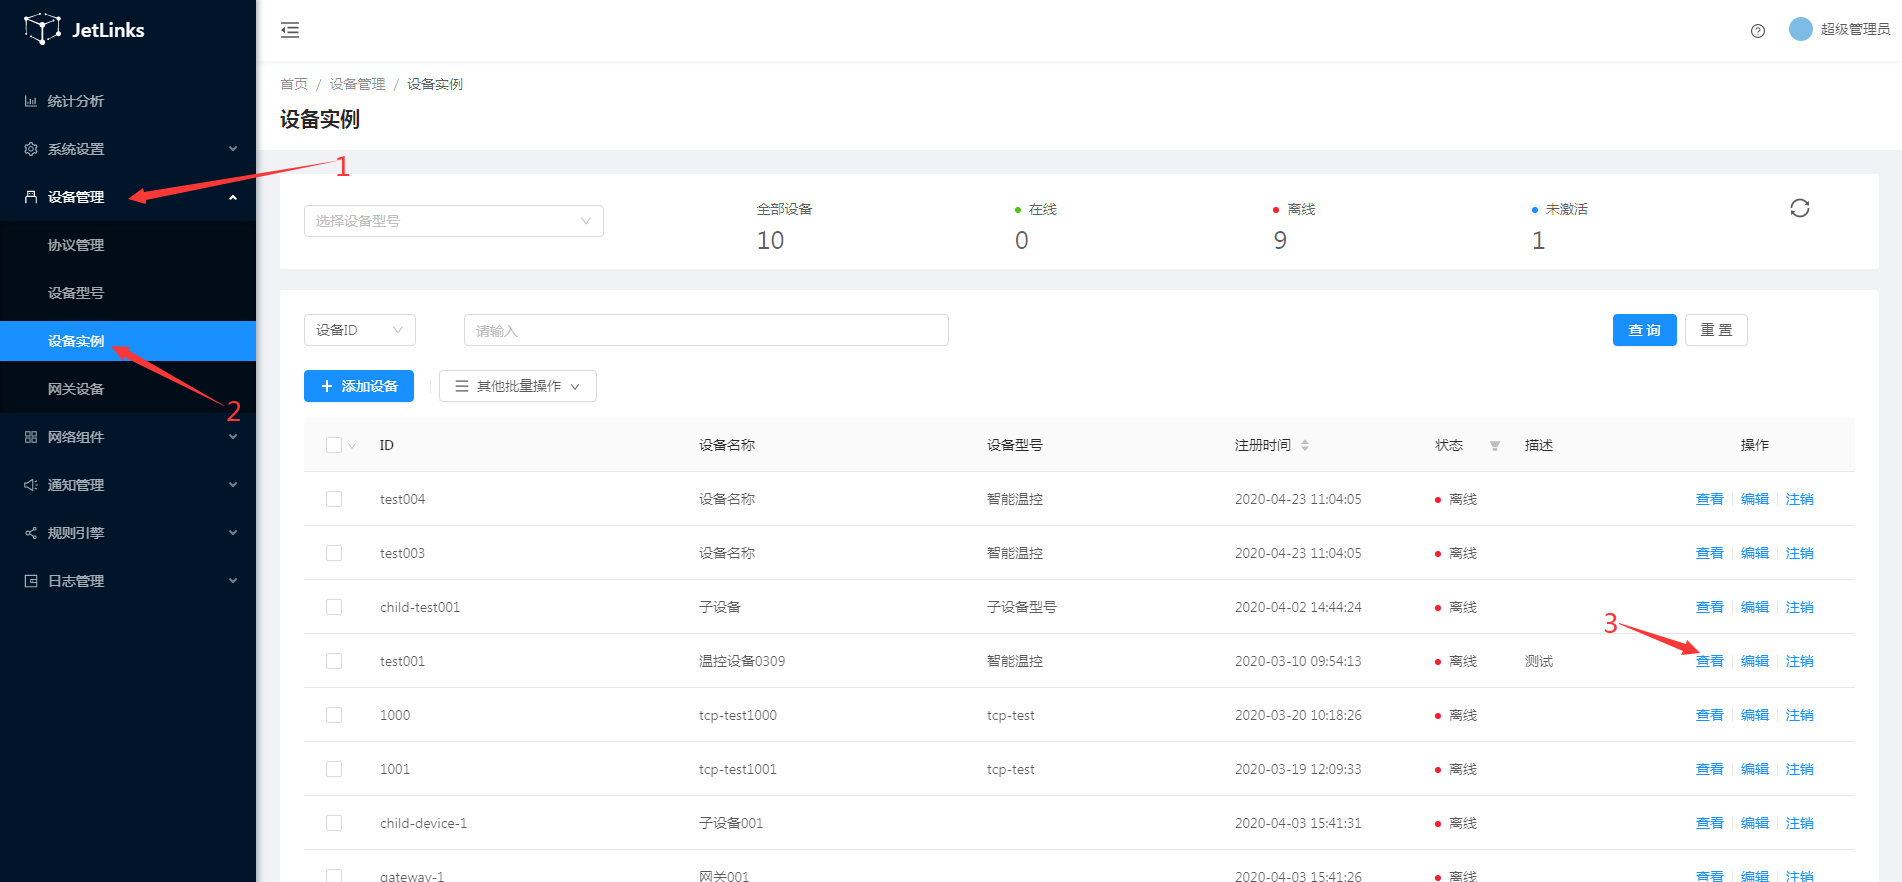 JetLinks
超级管理员
统计分析
系统设置
设备管理
协议管理
设备型号
设备实例
网关设备
网络组件
通知管理
规则引擎
日志管理
1
2
首页 / 设备管理 / 设备实例
设备实例
选择设备型号
全部设备
10
在线
0
离线
9
未激活
1
设备ID
请输入
查 询
重 置
添加设备
其他批量操作
ID 设备名称 设备型号 注册时间 状态 描述 操作
test004 设备名称 智能温控 2020-04-23 11:04:05 离线 查看 编辑 注销
test003 设备名称 智能温控 2020-04-23 11:04:05 离线 查看 编辑 注销
child-test001 子设备 子设备型号 2020-04-02 14:44:24 离线 查看 编辑 注销
3
test001 温控设备0309 智能温控 2020-03-10 09:54:13 离线 测试 查看 编辑 注销
1000 tcp-test1000 tcp-test 2020-03-20 10:18:26 离线 查看 编辑 注销
1001 tcp-test1001 tcp-test 2020-03-19 12:09:33 离线 查看 编辑 注销
child-device-1 子设备001 2020-04-03 15:41:31 离线 查看 编辑 注销
gateway-1 网关001 2020-04-03 15:41:26 离线 查看 编辑 注销